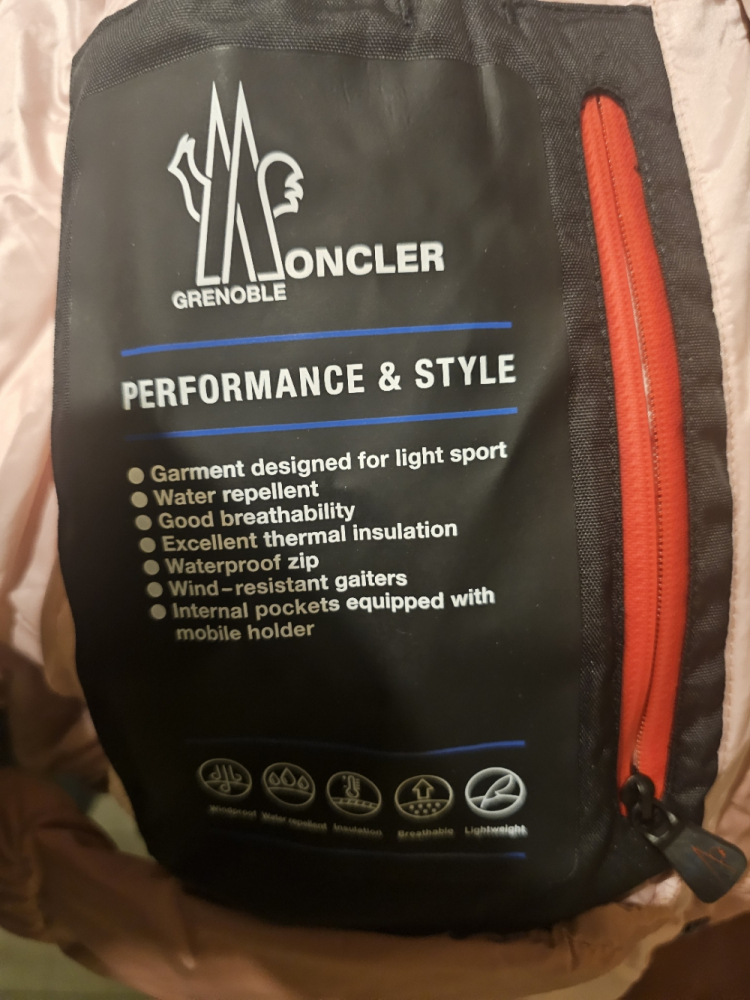 MONCLER
GRENOBLE
PERFORMANCE & STYLE
● Garment designed for light sport
● Water repellent
● Good breathability
● Excellent thermal insulation
● Waterproof zip
● Wind-resistant gaiters
● Internal pockets equipped with
mobile holder
Windproof Water repellent Insulation Breathable Lightweight